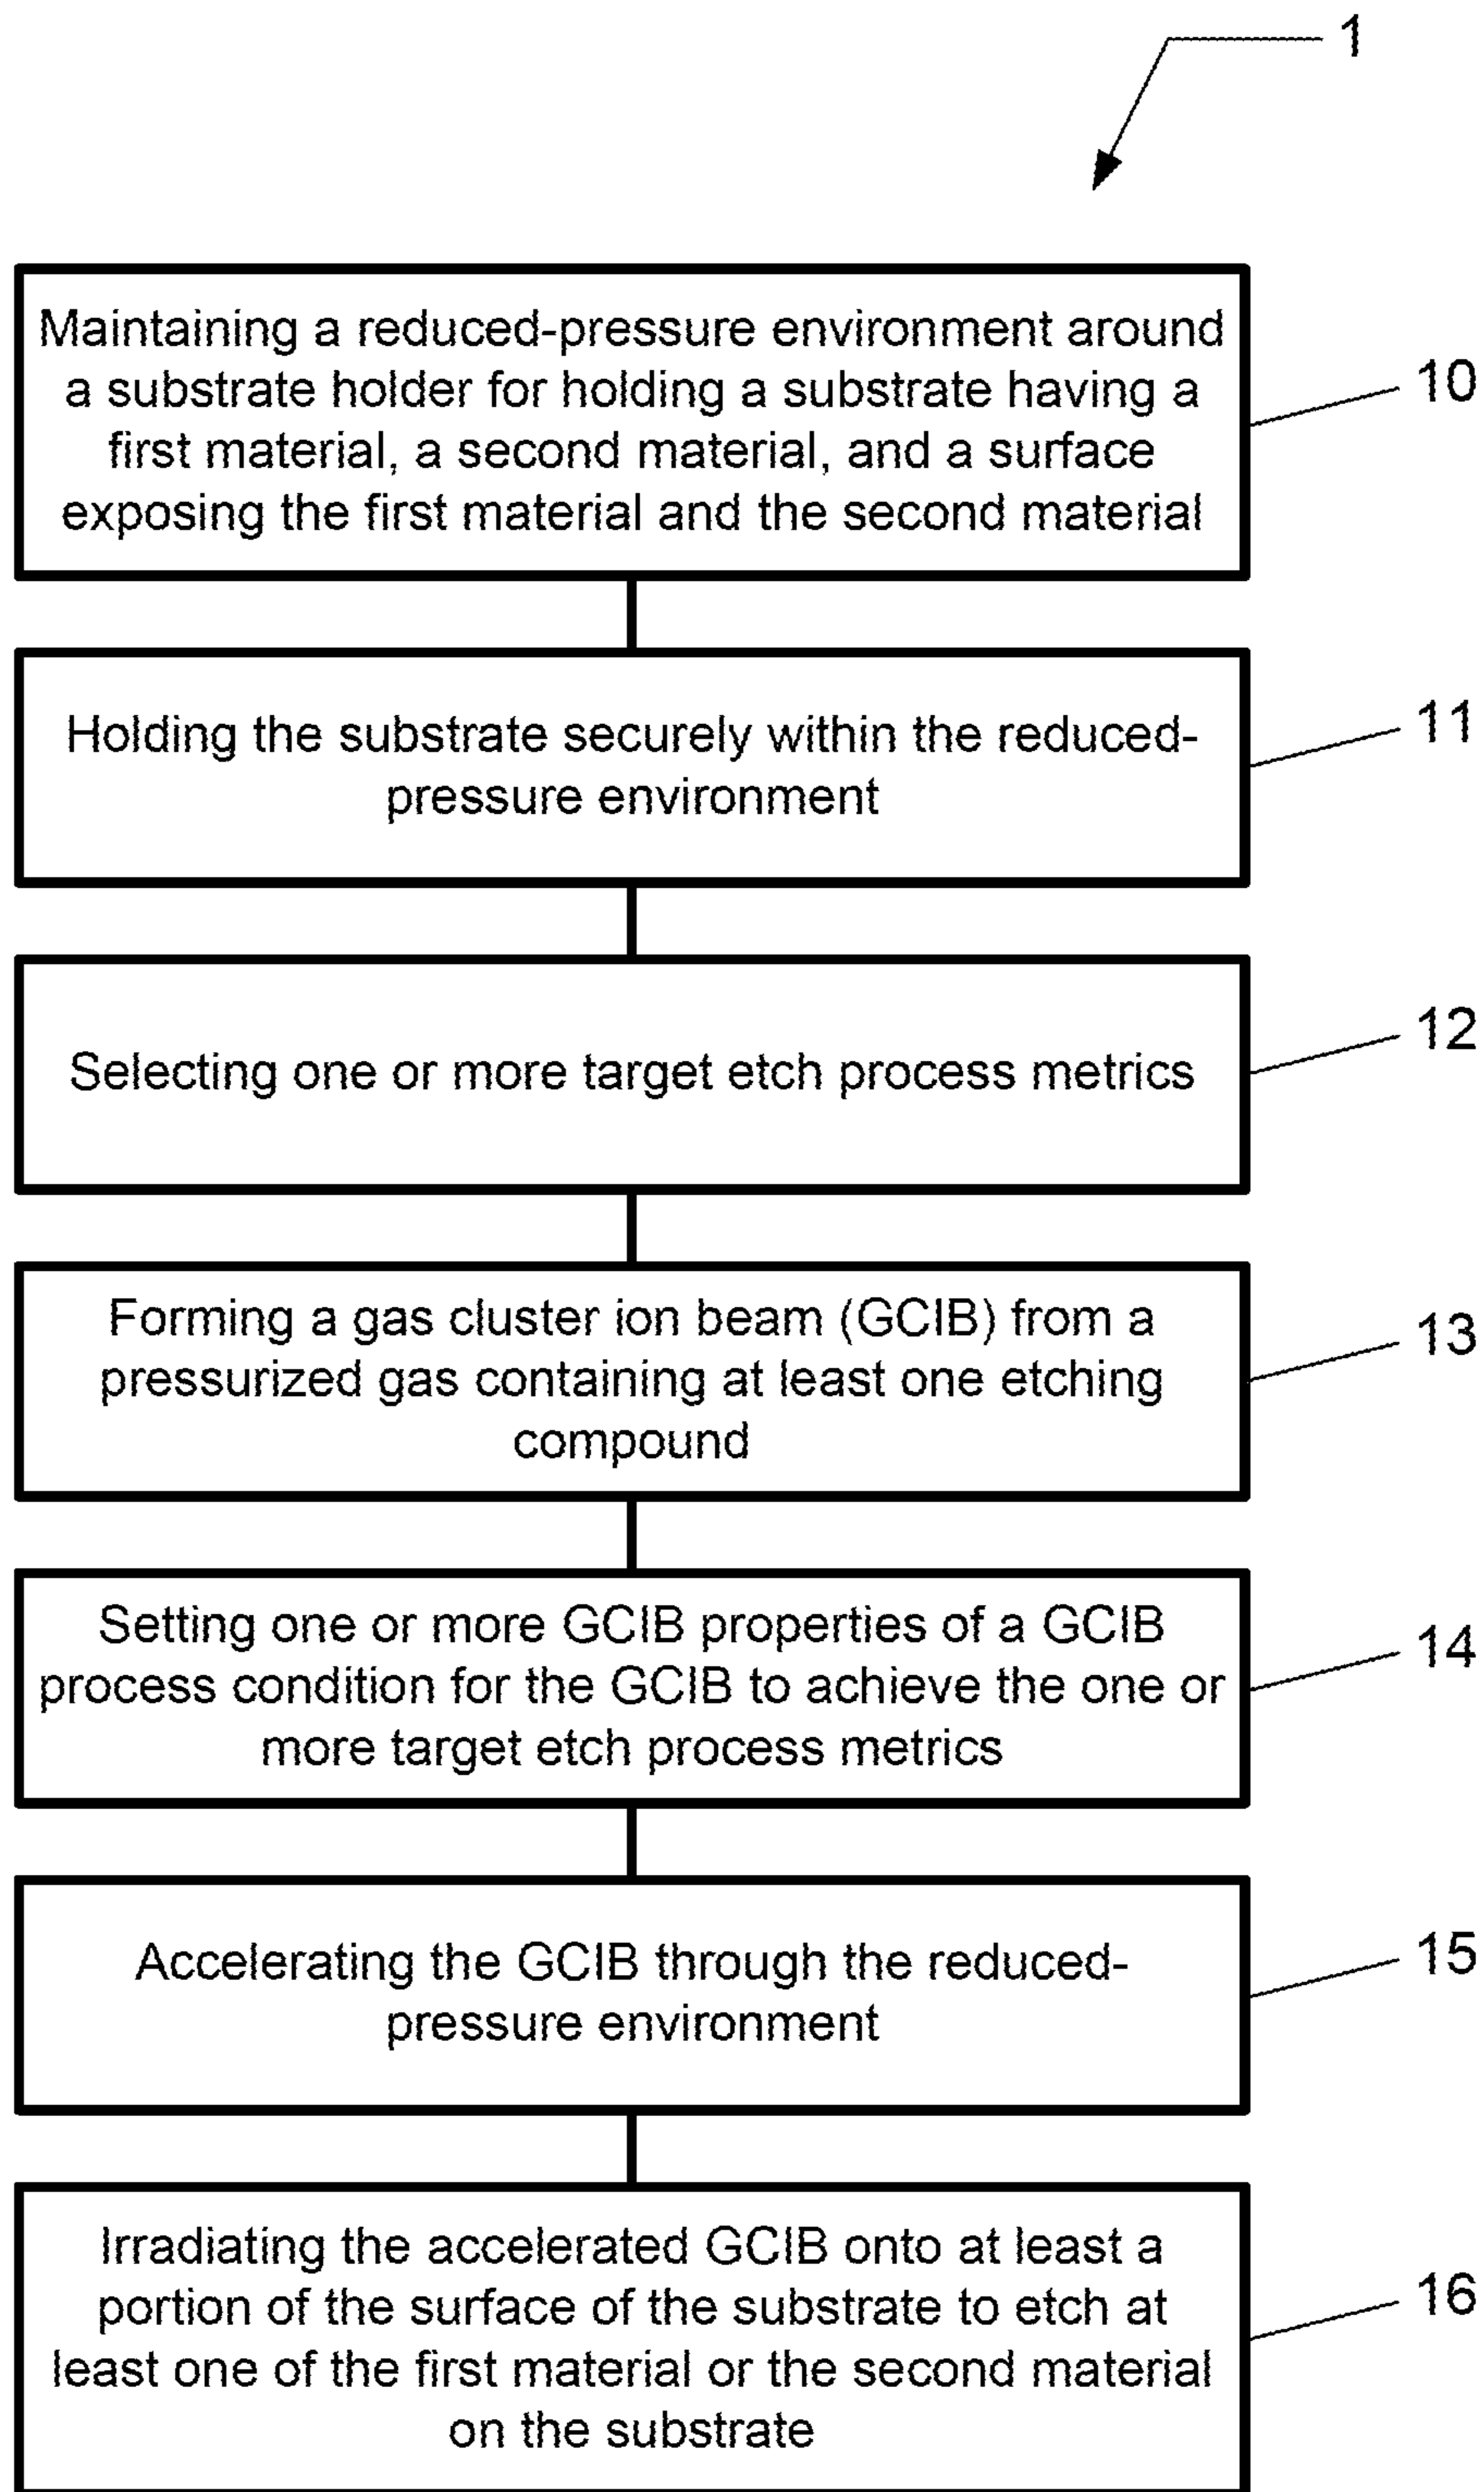 1
Maintaining a reduced-pressure environment around
a substrate holder for holding a substrate having a
first material, a second material, and a surface
exposing the first material and the second material
10
Holding the substrate securely within the reduced-
pressure environment
11
Selecting one or more target etch process metrics
12
Forming a gas cluster ion beam (GCIB) from a
pressurized gas containing at least one etching
compound
13
Setting one or more GCIB properties of a GCIB
process condition for the GCIB to achieve the one or
more target etch process metrics
14
Accelerating the GCIB through the reduced-
pressure environment
15
Irradiating the accelerated GCIB onto at least a
portion of the surface of the substrate to etch at
least one of the first material or the second material
on the substrate
16